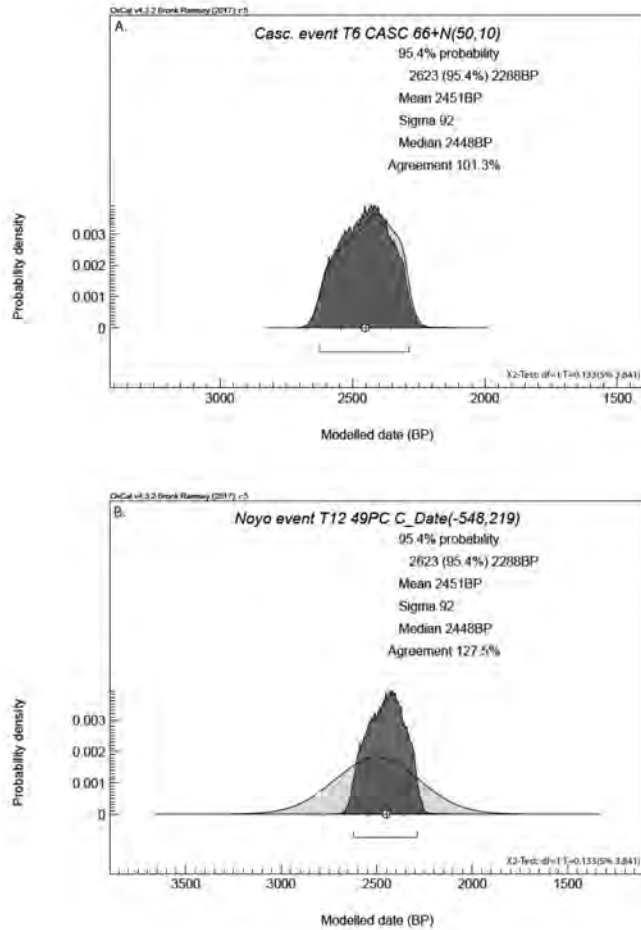 OxCal v4.3.2 Bronk Ramsey (2017); r:5
A.
Casc. event T6 CASC 66+N(50,10)
95.4% probability
2623 (95.4%) 2288BP
Mean 2451BP
Sigma 92
Median 2448BP
Agreement 101.3%
Probability density
0.003
0.002
0.001
0
X2-Test: df=1 T=0.133(5% 3.841)
3000 2500 2000 1500
Modelled date (BP)
OxCal v4.3.2 Bronk Ramsey (2017); r:5
B.
Noyo event T12 49PC C_Date(-548,219)
95.4% probability
2623 (95.4%) 2288BP
Mean 2451BP
Sigma 92
Median 2448BP
Agreement 127.5%
Probability density
0.003
0.002
0.001
0
X2-Test: df=1 T=0.133(5% 3.841)
3500 3000 2500 2000 1500
Modelled date (BP)